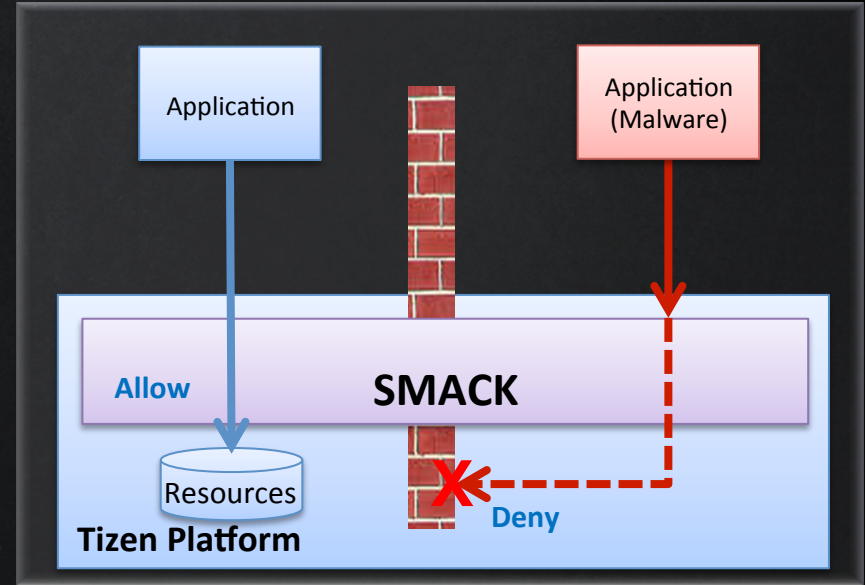 Application
Application
(Malware)
Allow
SMACK
Resources
X
Deny
Tizen Platform